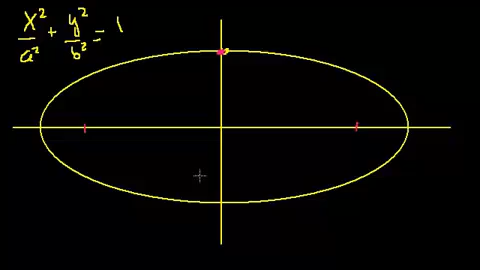 x²/a² + y²/b² = 1